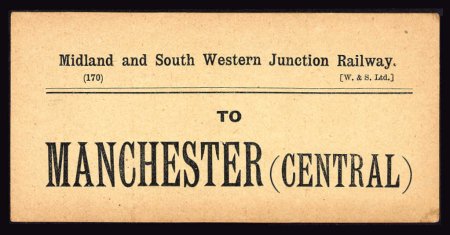 Midland and South Western Junction Railway.
(170) [W. & S. Ltd.]
TO
MANCHESTER (CENTRAL)